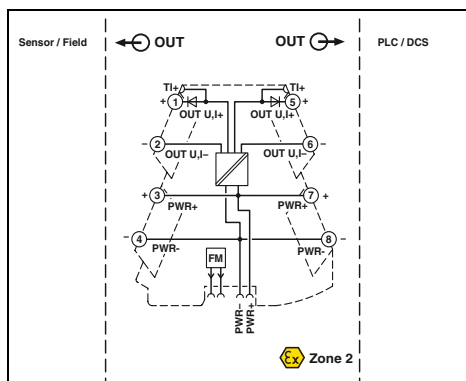 Sensor / Field
OUT
OUT
PLC / DCS
TI+
TI+
+ 1
5 +
OUT U,I+
OUT U,I+
– 2
6 –
OUT U,I–
OUT U,I–
+ 3
7 +
PWR+
PWR+
– 4
8 –
PWR-
PWR-
FM
PWR-
PWR+
Ex Zone 2